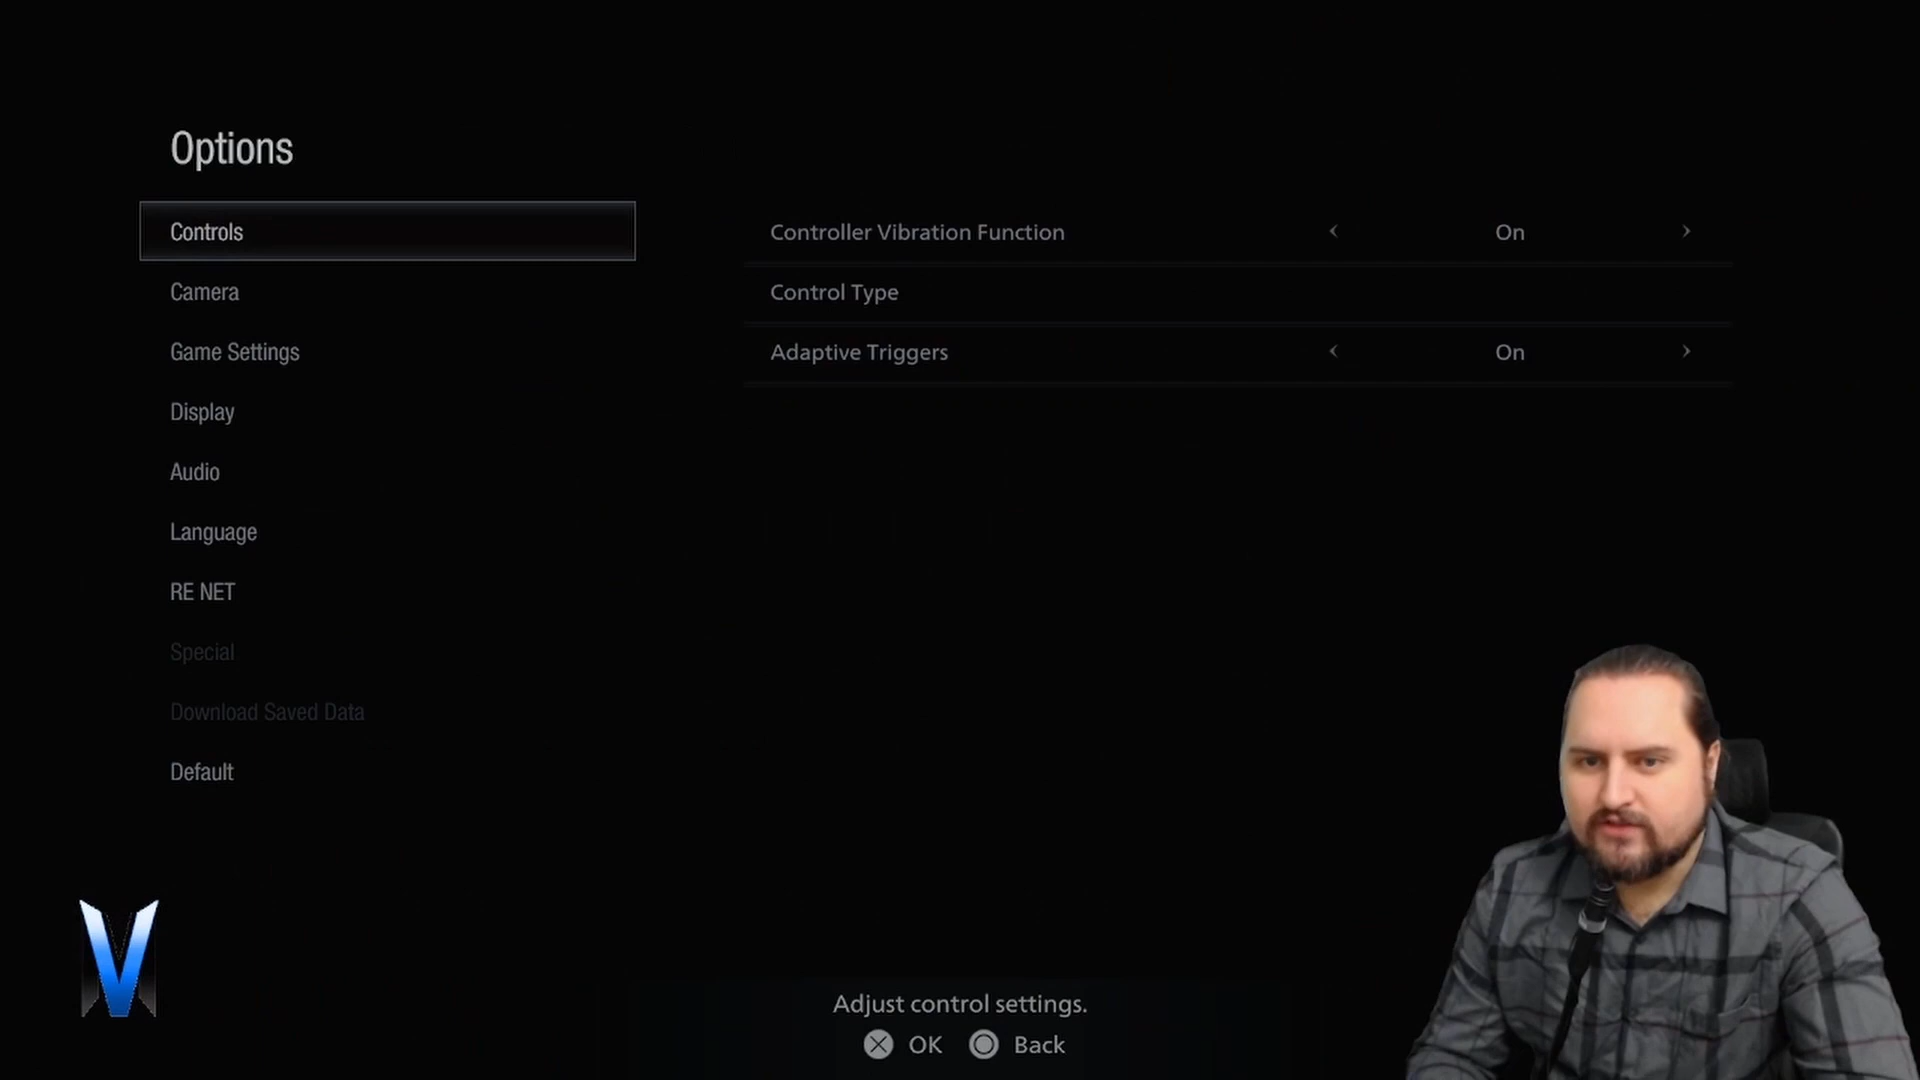 Options
Controls
Camera
Game Settings
Display
Audio
Language
RE NET
Special
Download Saved Data
Default
Controller Vibration Function < On >
Control Type
Adaptive Triggers < On >
V
Adjust control settings.
OK Back